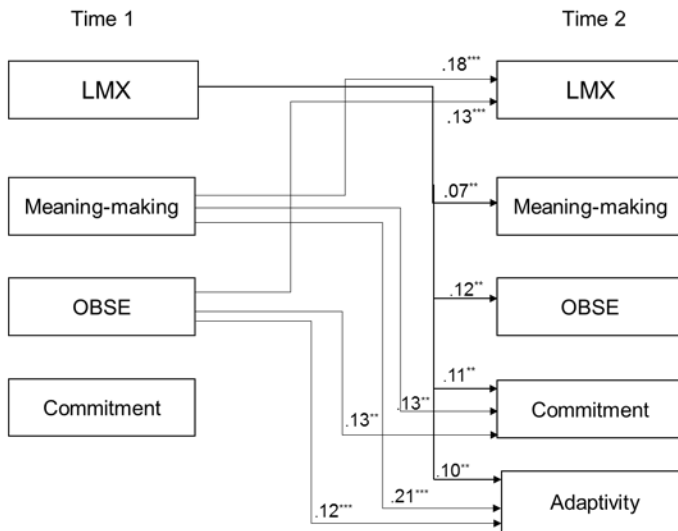 Time 1 Time 2
LMX .18*** LMX
.13***
Meaning-making .07** Meaning-making
OBSE .12** OBSE
.11**
Commitment .13** Commitment
.13**
.10**
.12*** .21*** Adaptivity